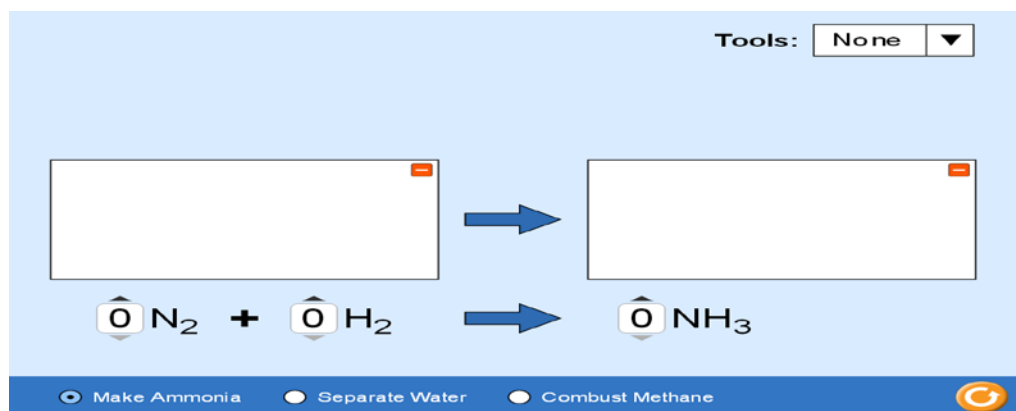 Tools: None
0 N₂ + 0 H₂ 0 NH₃
Make Ammonia Separate Water Combust Methane